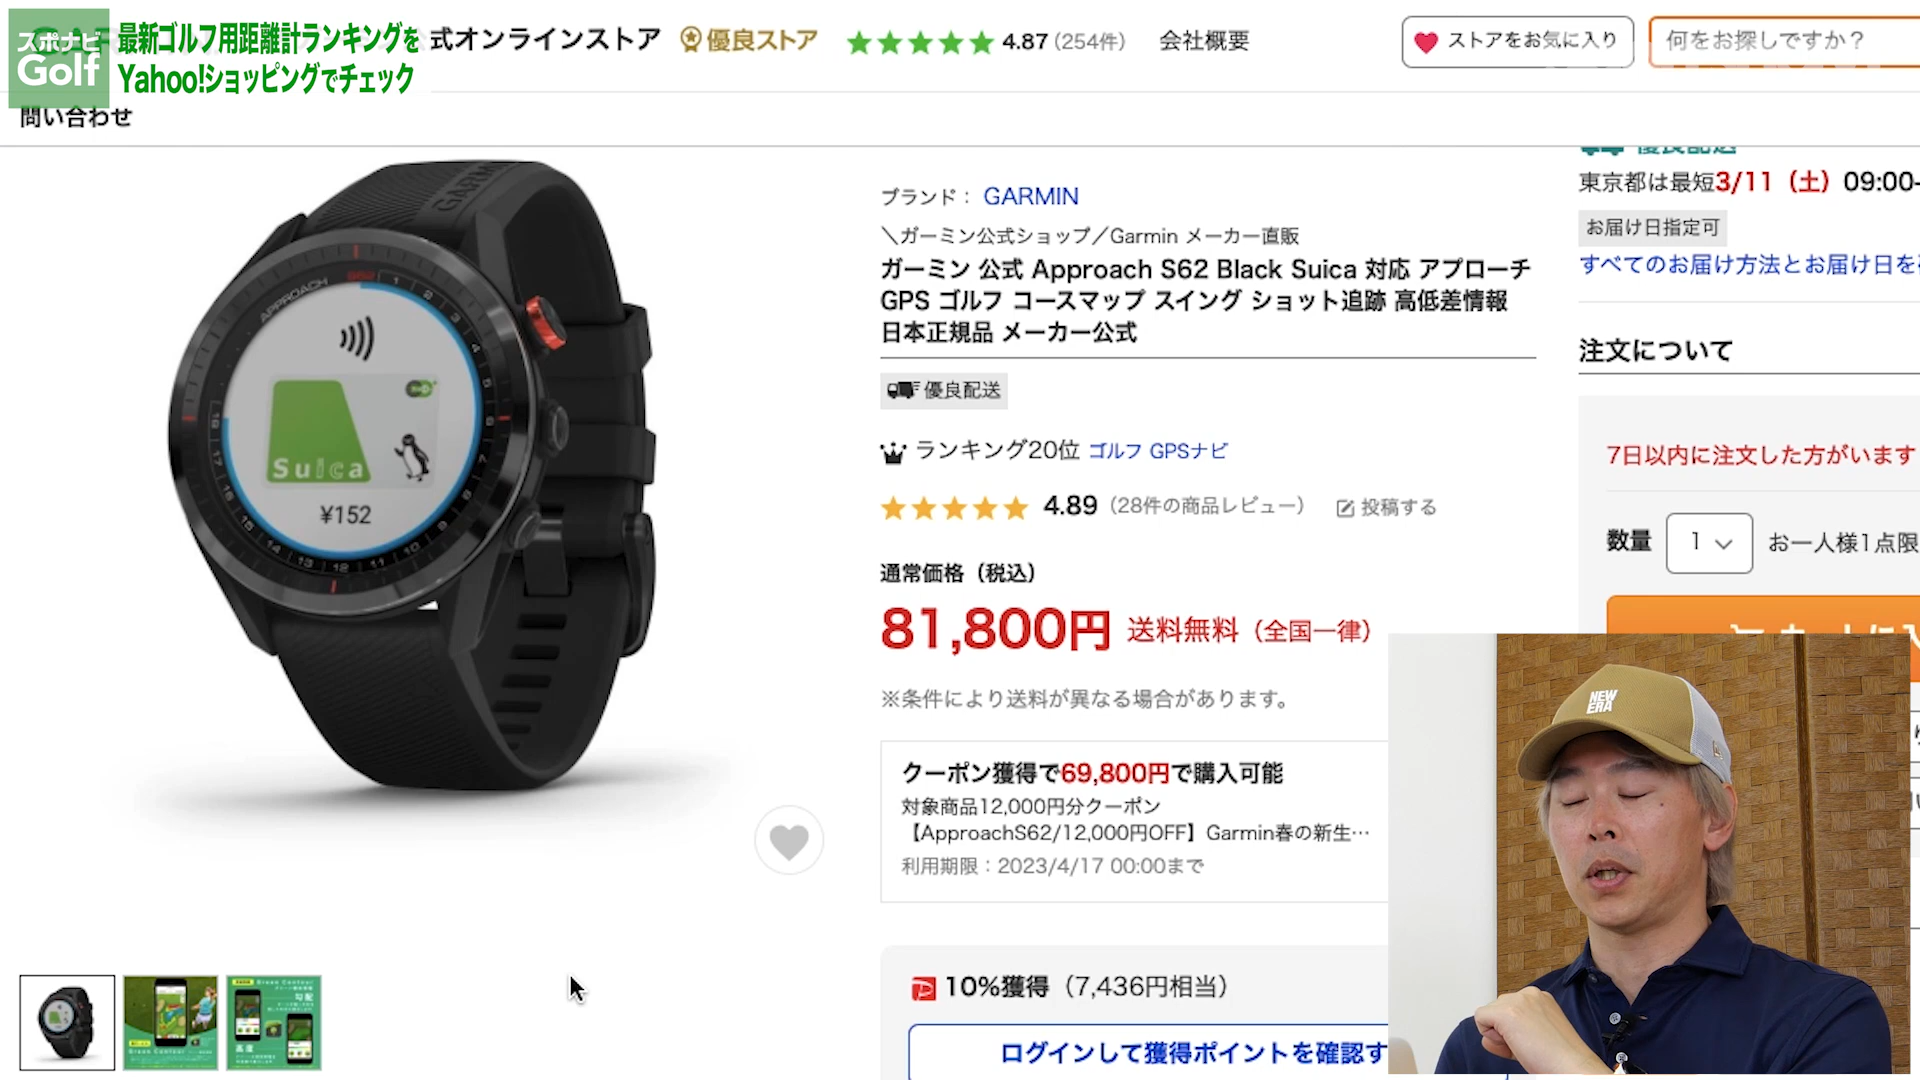 スポナビ
Golf
最新ゴルフ用距離計ランキングを
Yahoo!ショッピングでチェック
式オンラインストア
優良ストア
4.87 (254件)
会社概要
ストアをお気に入り
何をお探しですか?
問い合わせ
GARMIN
APPROACH
S62
Suica
¥152
ブランド: GARMIN
\ガーミン公式ショップ/Garmin メーカー直販
ガーミン 公式 Approach S62 Black Suica 対応 アプローチ
GPS ゴルフ コースマップ スイング ショット追跡 高低差情報
日本正規品 メーカー公式
優良配送
ランキング20位 ゴルフ GPSナビ
4.89 (28件の商品レビュー) 投稿する
通常価格(税込)
81,800円 送料無料(全国一律)
※条件により送料が異なる場合があります。
クーポン獲得で69,800円で購入可能
対象商品12,000円分クーポン
【ApproachS62/12,000円OFF】Garmin春の新生…
利用期限:2023/4/17 00:00まで
10%獲得(7,436円相当)
ログインして獲得ポイントを確認す
優良配送
東京都は最短3/11(土)09:00-
お届け日指定可
すべてのお届け方法とお届け日を
注文について
7日以内に注文した方がいます
数量 1 お一人様1点限
NEW
ERA